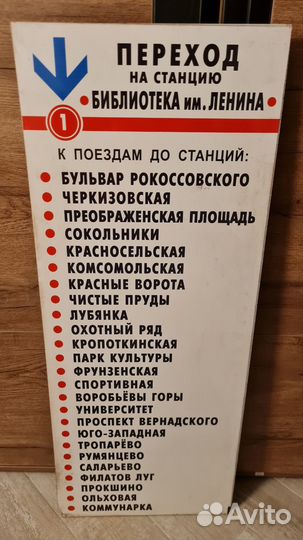 ПЕРЕХОД
НА СТАНЦИЮ
• БИБЛИОТЕКА им. ЛЕНИНА •
1
К ПОЕЗДАМ ДО СТАНЦИЙ:
• БУЛЬВАР РОКОССОВСКОГО
• ЧЕРКИЗОВСКАЯ
• ПРЕОБРАЖЕНСКАЯ ПЛОЩАДЬ
• СОКОЛЬНИКИ
• КРАСНОСЕЛЬСКАЯ
• КОМСОМОЛЬСКАЯ
• КРАСНЫЕ ВОРОТА
• ЧИСТЫЕ ПРУДЫ
• ЛУБЯНКА
• ОХОТНЫЙ РЯД
• КРОПОТКИНСКАЯ
• ПАРК КУЛЬТУРЫ
• ФРУНЗЕНСКАЯ
• СПОРТИВНАЯ
• ВОРОБЬЁВЫ ГОРЫ
• УНИВЕРСИТЕТ
• ПРОСПЕКТ ВЕРНАДСКОГО
• ЮГО-ЗАПАДНАЯ
• ТРОПАРЁВО
• РУМЯНЦЕВО
• САЛАРЬЕВО
• ФИЛАТОВ ЛУГ
• ПРОКШИНО
• ОЛЬХОВАЯ
• КОММУНАРКА
Avito